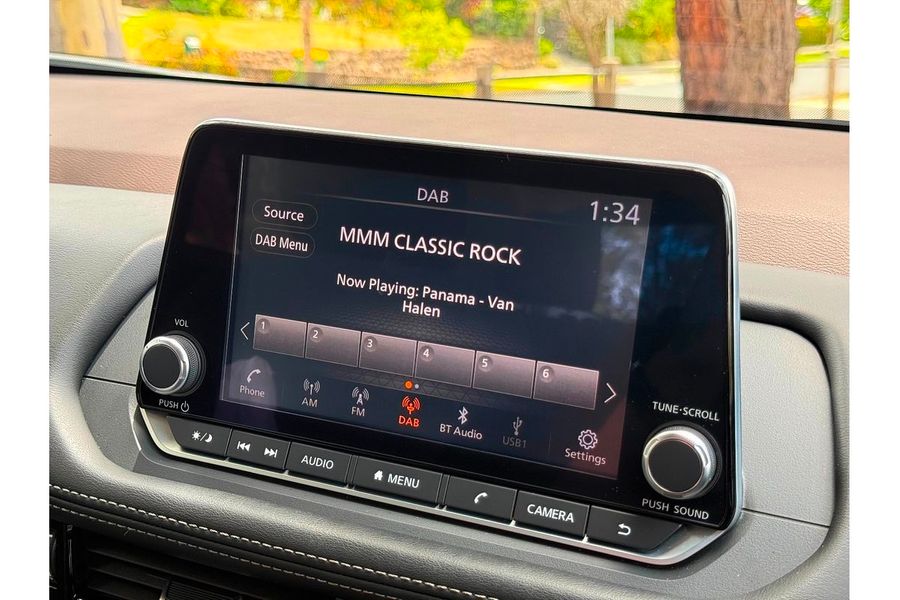 DAB
1:34
Source
DAB Menu
MMM CLASSIC ROCK
Now Playing: Panama - Van
Halen
1 2 3 4 5 6
Phone AM FM DAB BT Audio USB1 Settings
VOL
PUSH
TUNE·SCROLL
PUSH SOUND
AUDIO MENU CAMERA